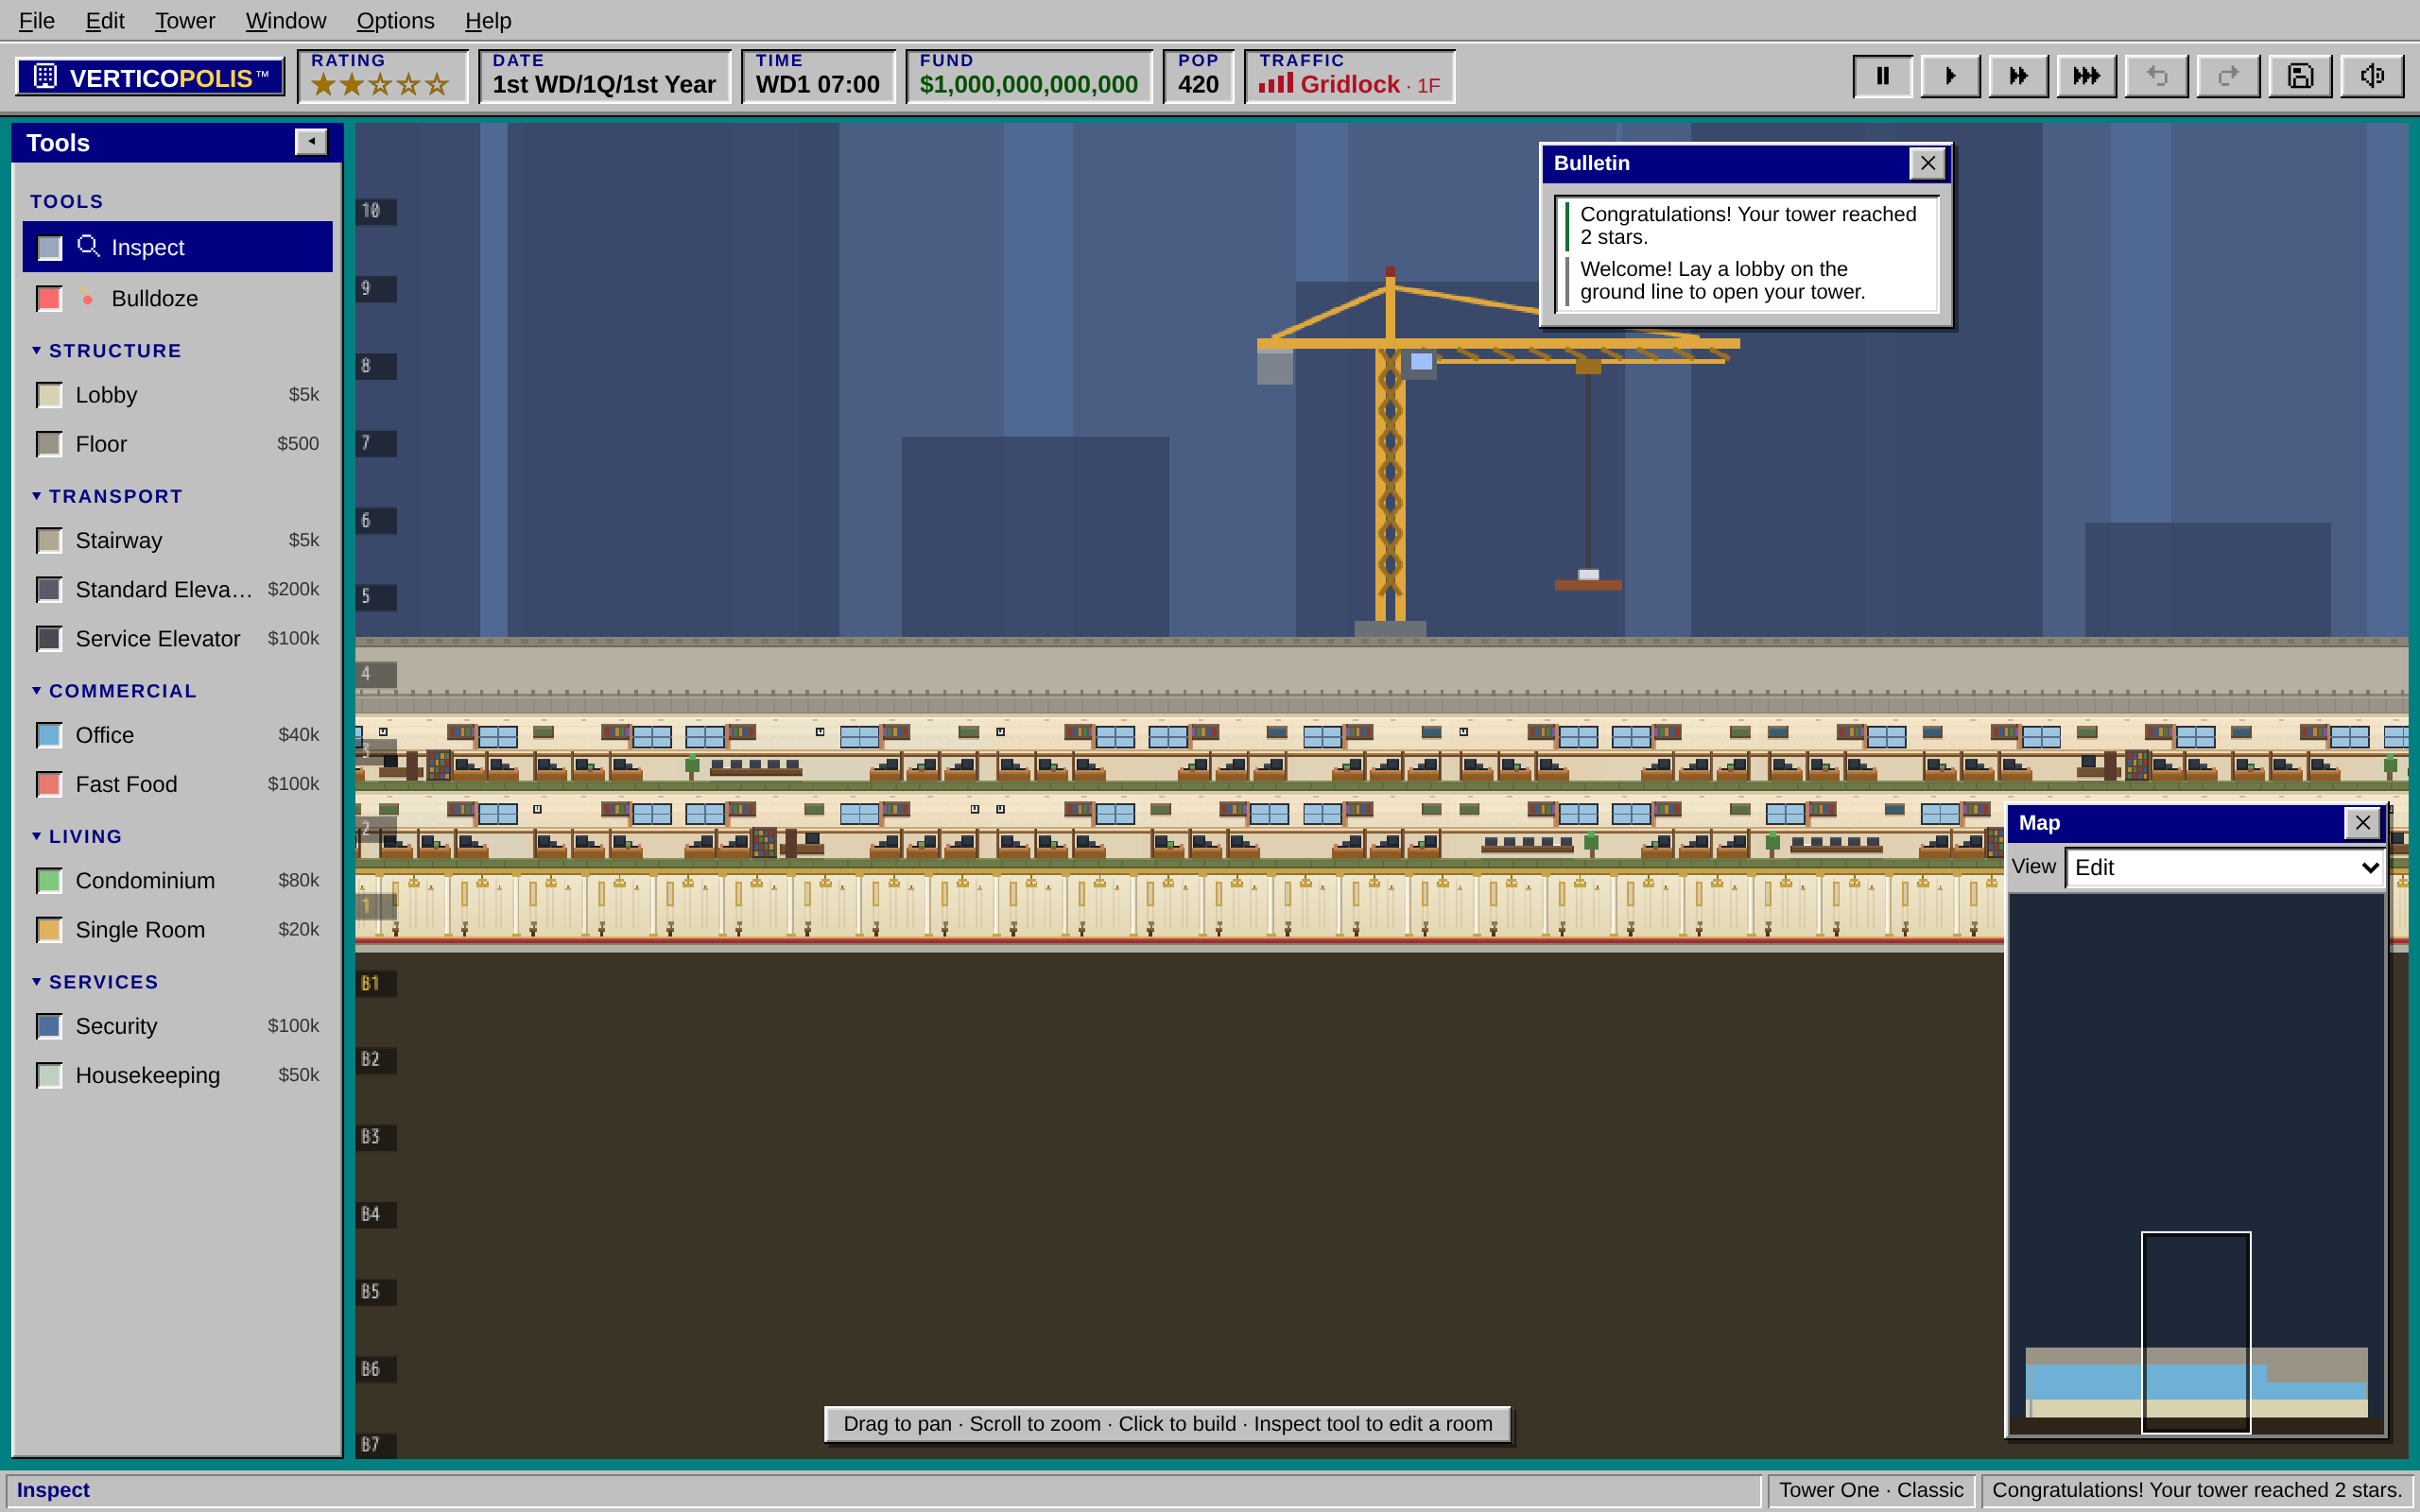 File Edit Tower Window Options Help
VERTICOPOLIS™
RATING
DATE
1st WD/1Q/1st Year
TIME
WD1 07:00
FUND
$1,000,000,000,000
POP
420
TRAFFIC
Gridlock · 1F
Tools
TOOLS
Inspect
Bulldoze
STRUCTURE
Lobby $5k
Floor $500
TRANSPORT
Stairway $5k
Standard Eleva… $200k
Service Elevator $100k
COMMERCIAL
Office $40k
Fast Food $100k
LIVING
Condominium $80k
Single Room $20k
SERVICES
Security $100k
Housekeeping $50k
10
9
8
7
6
5
4
3
2
1
B1
B2
B3
B4
B5
B6
B7
Bulletin
Congratulations! Your tower reached
2 stars.
Welcome! Lay a lobby on the
ground line to open your tower.
Map
View Edit
Drag to pan · Scroll to zoom · Click to build · Inspect tool to edit a room
Inspect
Tower One · Classic
Congratulations! Your tower reached 2 stars.